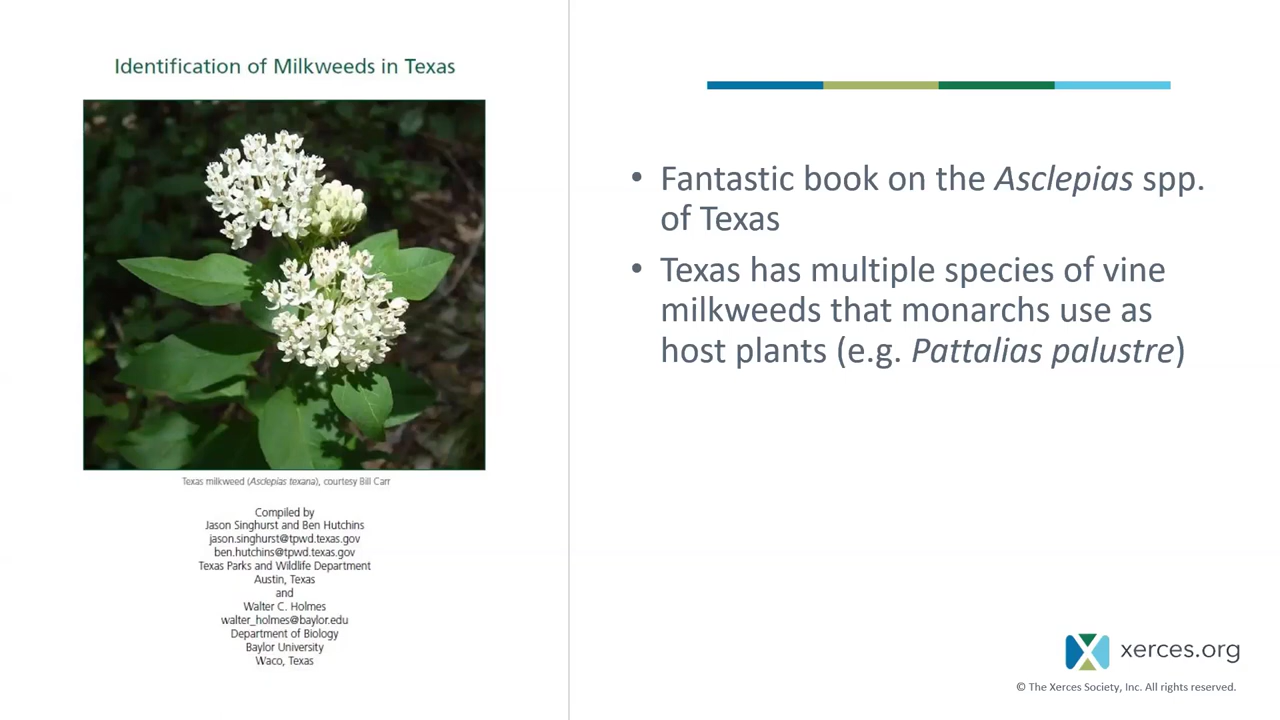 Identification of Milkweeds in Texas
Texas milkweed (Asclepias texana), courtesy Bill Carr
Compiled by
Jason Singhurst and Ben Hutchins
jason.singhurst@tpwd.texas.gov
ben.hutchins@tpwd.texas.gov
Texas Parks and Wildlife Department
Austin, Texas
and
Walter C. Holmes
walter_holmes@baylor.edu
Department of Biology
Baylor University
Waco, Texas
• Fantastic book on the Asclepias spp.
of Texas
• Texas has multiple species of vine
milkweeds that monarchs use as
host plants (e.g. Pattalias palustre)
xerces.org
© The Xerces Society, Inc. All rights reserved.